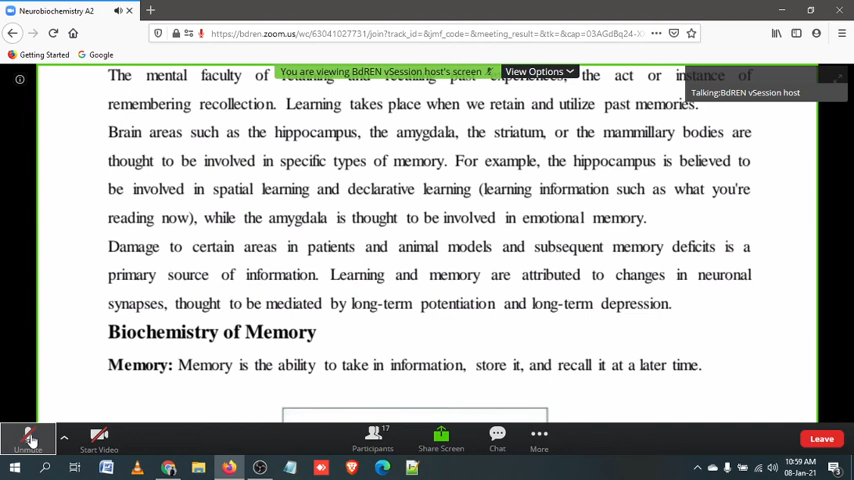 Neurobiochemistry A2
https://bdren.zoom.us/wc/63041027731/join?track_id=&jmf_code=&meeting_result=&tk=&cap=03AGdBq24-X
Getting Started
Google
You are viewing BdREN vSession host's screen
View Options
Talking:BdREN vSession host
The mental faculty of retaining and recalling past experiences, the act or instance of
remembering recollection. Learning takes place when we retain and utilize past memories.
Brain areas such as the hippocampus, the amygdala, the striatum, or the mammillary bodies are
thought to be involved in specific types of memory. For example, the hippocampus is believed to
be involved in spatial learning and declarative learning (learning information such as what you're
reading now), while the amygdala is thought to be involved in emotional memory.
Damage to certain areas in patients and animal models and subsequent memory deficits is a
primary source of information. Learning and memory are attributed to changes in neuronal
synapses, thought to be mediated by long-term potentiation and long-term depression.
Biochemistry of Memory
Memory: Memory is the ability to take in information, store it, and recall it at a later time.
Unmute
Start Video
17
Participants
Share Screen
Chat
More
Leave
10:59 AM
08-Jan-21
3